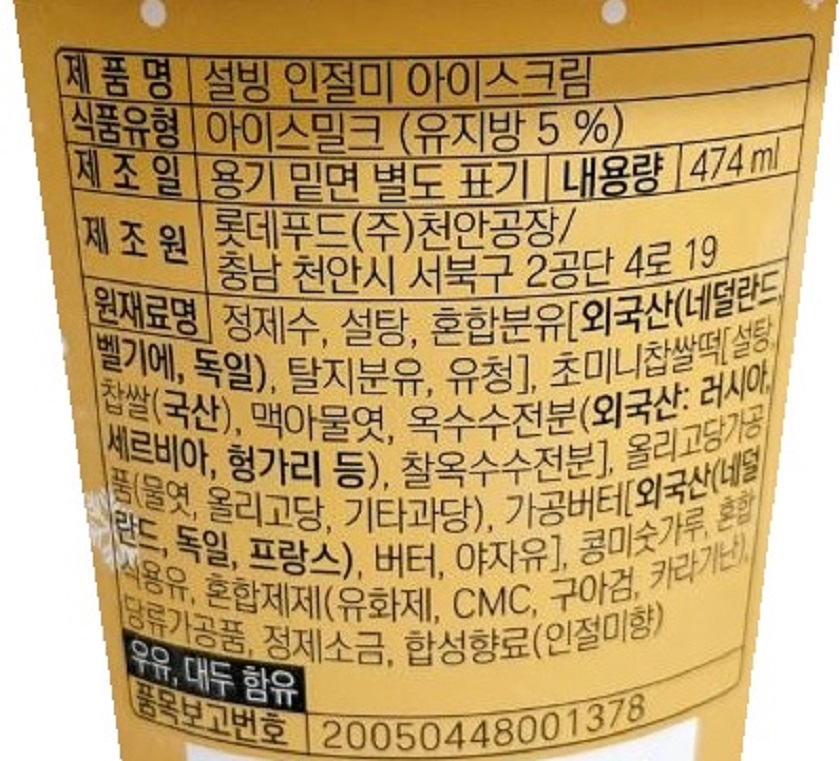 제 품 명 설빙 인절미 아이스크림
식품유형 아이스밀크 (유지방 5 %)
제 조 일 용기 밑면 별도 표기 내용량 474 ml
제 조 원 롯데푸드(주)천안공장/
충남 천안시 서북구 2공단 4로 19
원재료명 정제수, 설탕, 혼합분유[외국산(네덜란드,
벨기에, 독일), 탈지분유, 유청], 초미니찹쌀떡[설탕,
찹쌀(국산), 맥아물엿, 옥수수전분(외국산: 러시아,
세르비아, 헝가리 등), 찰옥수수전분], 올리고당가공
품(물엿, 올리고당, 기타과당), 가공버터[외국산(네덜
란드, 독일, 프랑스), 버터, 야자유], 콩미숫가루, 혼합
식용유, 혼합제제(유화제, CMC, 구아검, 카라기난),
당류가공품, 정제소금, 합성향료(인절미향)
우유, 대두 함유
품목보고번호 20050448001378